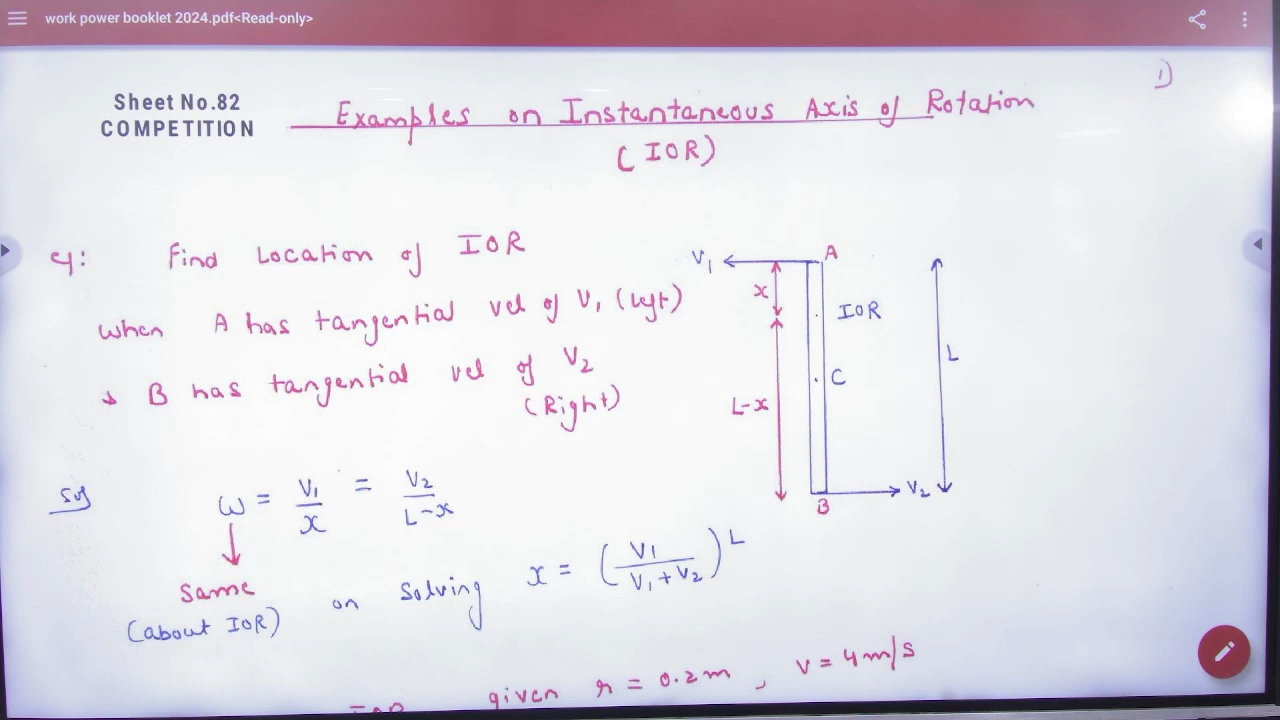 work power booklet 2024.pdf<Read-only>
1)
Sheet No.82
COMPETITION
Examples on Instantaneous Axis of Rotation
(IOR)
eg: Find Location of IOR
when A has tangential vel of V₁ (Left)
& B has tangential vel of V₂
(Right)
V₁
A
x
IOR
L
C
L-x
V₂
B
Sol
ω = V₁/x = V₂/L-x
same
(about IOR)
on solving x = (V₁/V₁+V₂) L
given r = 0.2m, v = 4m/s
IOR